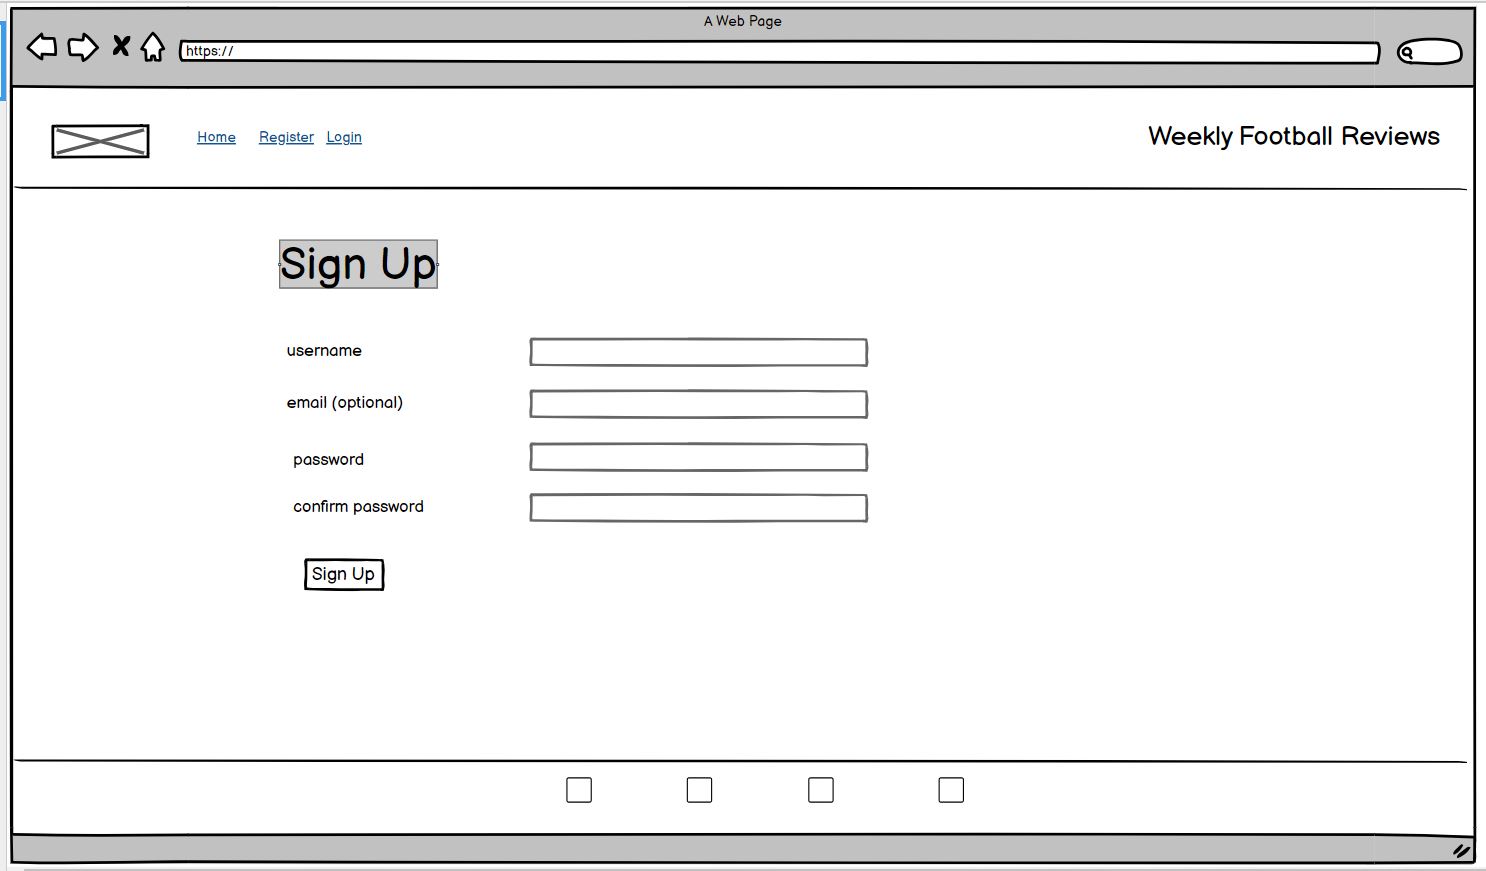 A Web Page
https://
Home Register Login
Weekly Football Reviews
Sign Up
username
email (optional)
password
confirm password
Sign Up